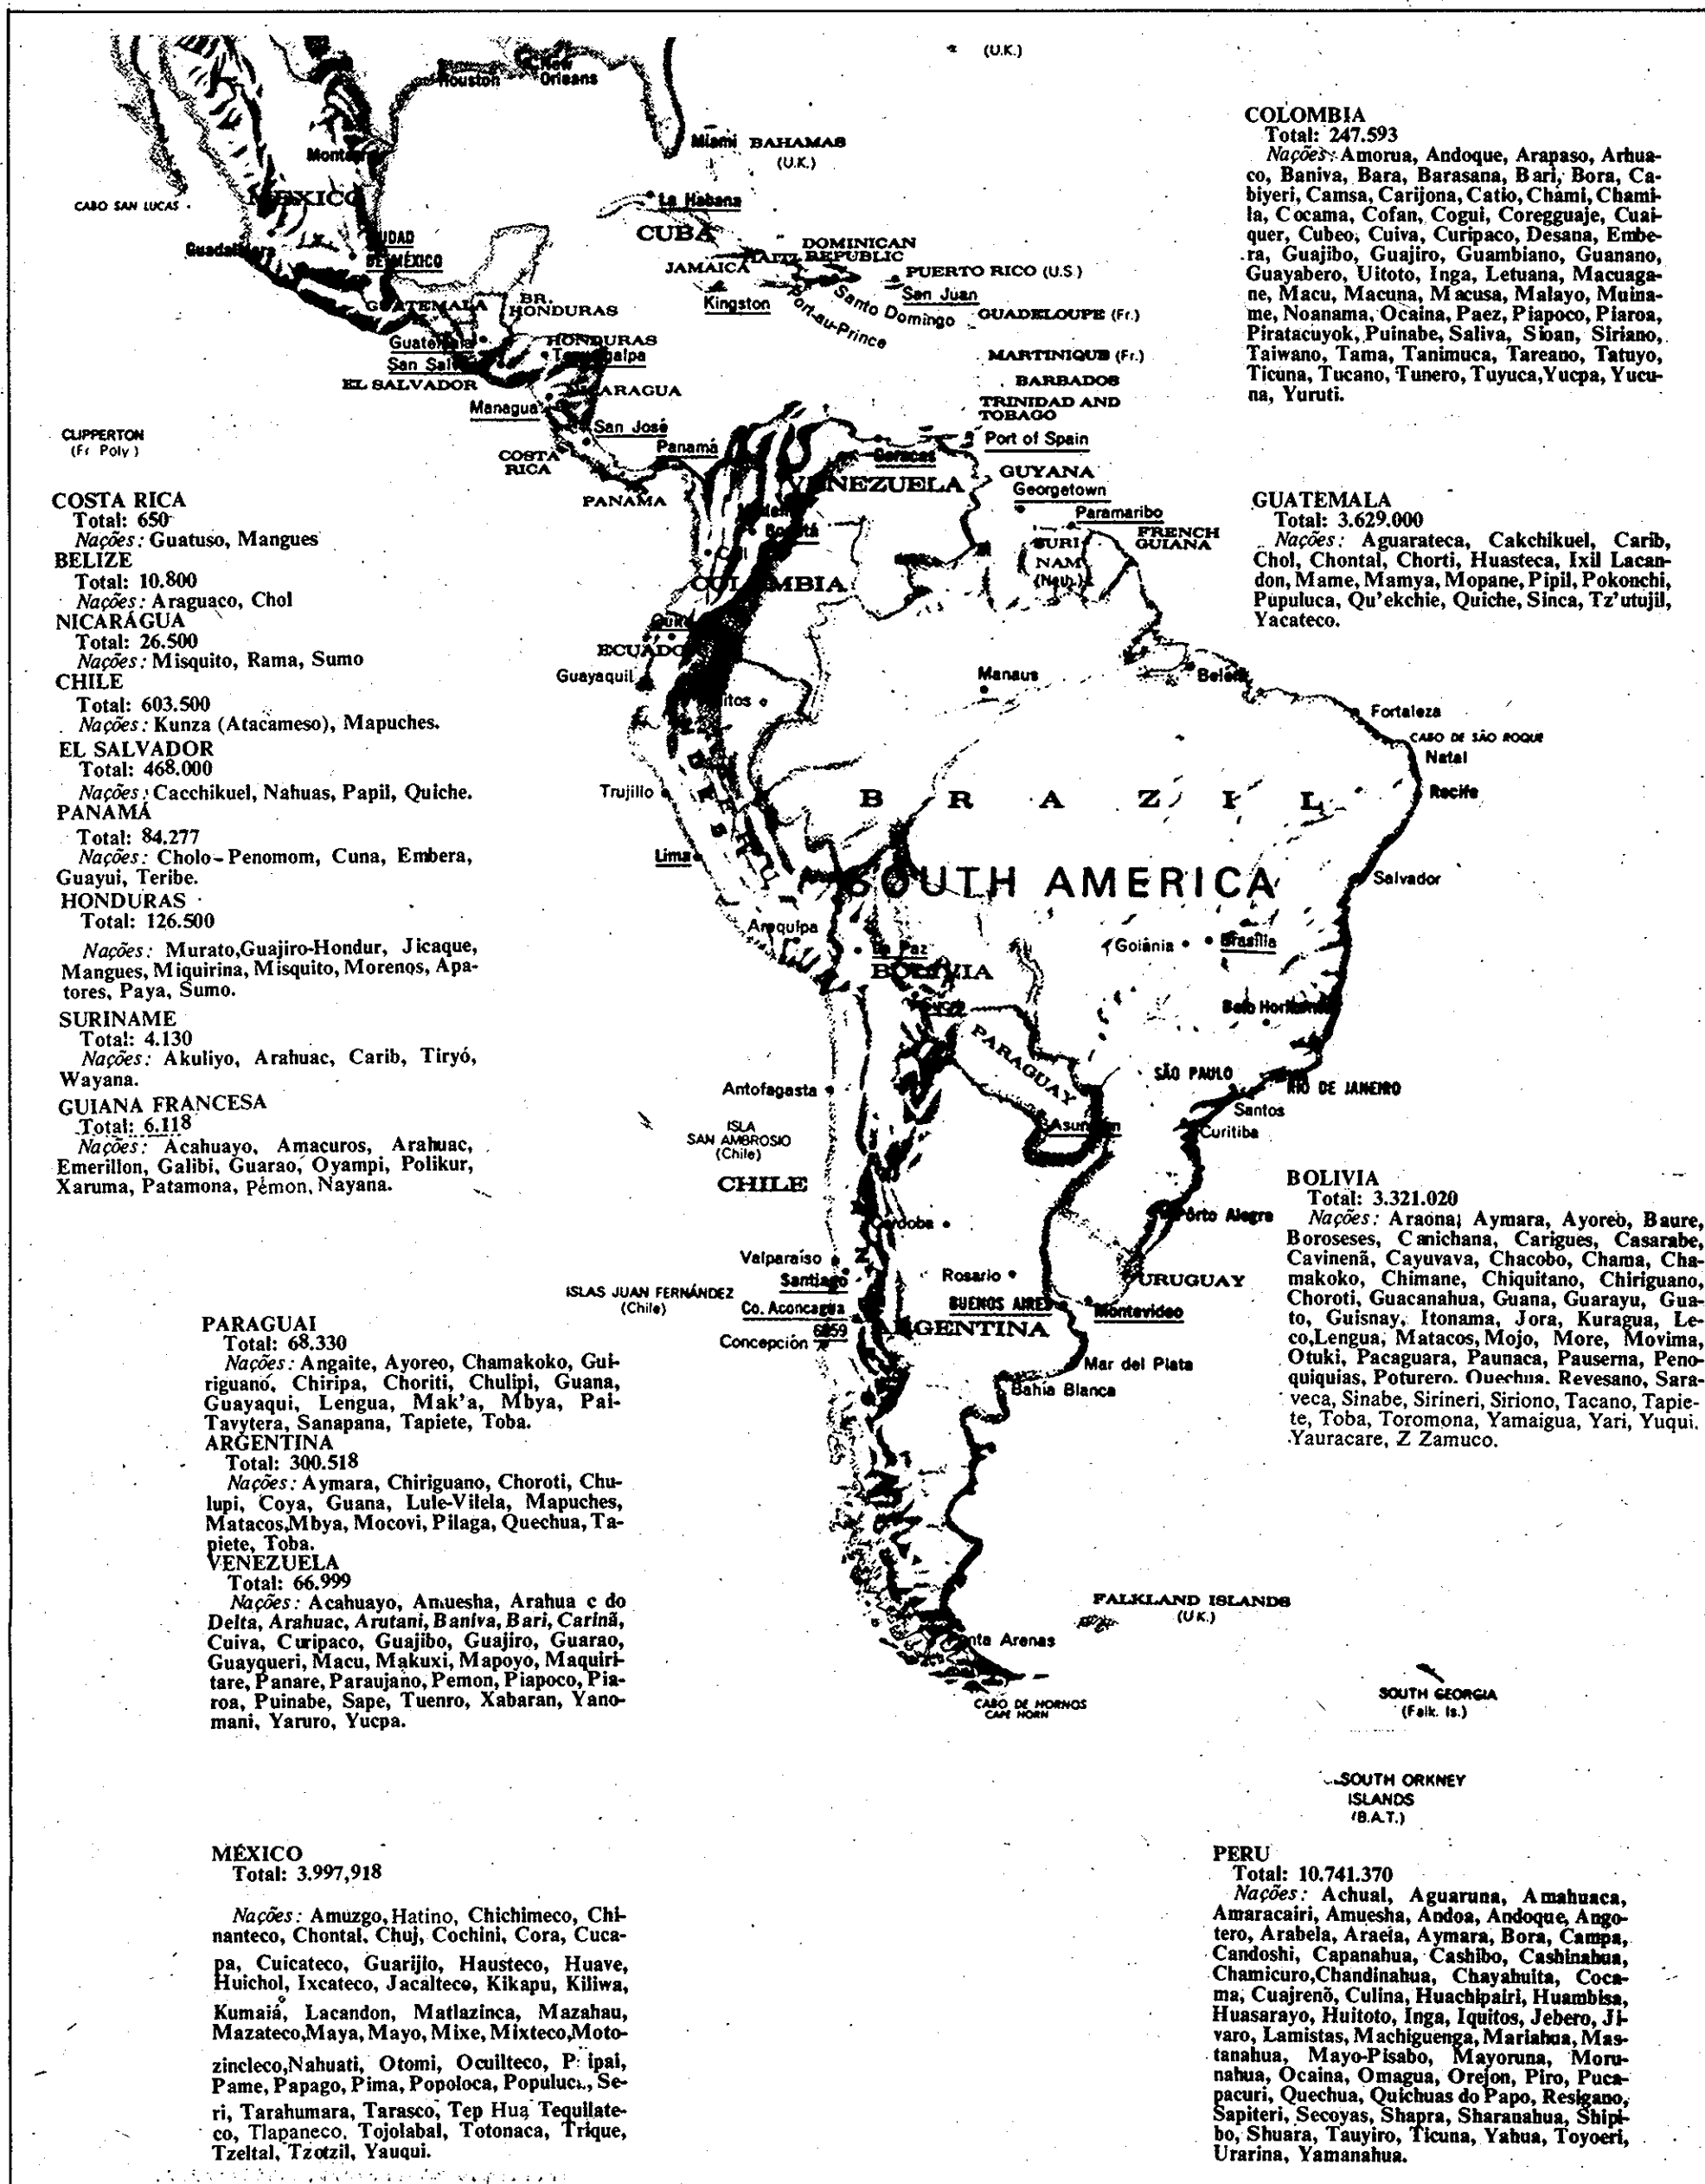 (U.K.)
Houston
New
Orleans
Miami
BAHAMAS
(U.K.)
MEXICO
CABO SAN LUCAS
La Habana
CUBA
CIUDAD
DE MÉXICO
DOMINICAN
REPUBLIC
HAITI
JAMAICA
PUERTO RICO (U.S)
Kingston
San Juan
Santo Domingo
Port-au-Prince
GUADELOUPE (Fr.)
GUATEMALA
BR.
HONDURAS
HONDURAS
MARTINIQUE (Fr.)
EL SALVADOR
BARBADOS
TRINIDAD AND
TOBAGO
Managua
San José
Port of Spain
CLIPPERTON
(Fr Poly)
COSTA
RICA
Panamá
PANAMA
Caracas
VENEZUELA
GUYANA
Georgetown
Paramaribo
SURI
NAM
(Neth.)
FRENCH
GUIANA
Bogotá
Cali
COLOMBIA
ECUADO
Guayaquil
Manaus
Belém
Fortaleza
CABO DE SÃO ROQUE
Natal
Recife
Trujillo
PERU
BRAZIL
Lima
SOUTH AMERICA
Salvador
Arequipa
La Paz
Goiânia
Brasília
BOLIVIA
Belo Horizonte
PARAGUAY
SÃO PAULO
RIO DE JANEIRO
Santos
Antofagasta
Asunción
Curitiba
ISLA
SAN AMBROSIO
(Chile)
CHILE
Córdoba
Pôrto Alegre
Valparaíso
Santiago
Rosario
URUGUAY
ISLAS JUAN FERNÁNDEZ
(Chile)
Co. Aconcagua
6959
BUENOS AIRES
Montevideo
ARGENTINA
Concepción
Mar del Plata
Bahía Blanca
FALKLAND ISLANDS
(U.K.)
nta Arenas
CABO DE HORNOS
CAPE HORN
SOUTH GEORGIA
(Falk. Is.)
SOUTH ORKNEY
ISLANDS
(B.A.T.)
COLOMBIA
Total: 247.593
Nações: Amorua, Andoque, Arapaso, Arhua-
co, Baniva, Bara, Barasana, Bari, Bora, Ca-
biyeri, Camsa, Carijona, Catio, Chami, Chami-
la, Cocama, Cofan, Cogui, Coregguaje, Cuai-
quer, Cubeo, Cuiva, Curipaco, Desana, Embe-
ra, Guajibo, Guajiro, Guambiano, Guanano,
Guayabero, Uitoto, Inga, Letuana, Macuaga-
ne, Macu, Macuna, Macusa, Malayo, Muina-
me, Noanama, Ocaina, Paez, Piapoco, Piaroa,
Piratacuyok, Puinabe, Saliva, Sioan, Siriano,
Taiwano, Tama, Tanimuca, Tareano, Tatuyo,
Ticuna, Tucano, Tunero, Tuyuca, Yucpa, Yucu-
na, Yuruti.
GUATEMALA
Total: 3.629.000
Nações: Aguarateca, Cakchikuel, Carib,
Chol, Chontal, Chorti, Huasteca, Ixil Lacan-
don, Mame, Mamya, Mopane, Pipil, Pokonchi,
Pupuluca, Qu'ekchie, Quiche, Sinca, Tz'utujil,
Yacateco.
COSTA RICA
Total: 650
Nações: Guatuso, Mangues
BELIZE
Total: 10.800
Nações: Araguaco, Chol
NICARÁGUA
Total: 26.500
Nações: Misquito, Rama, Sumo
CHILE
Total: 603.500
Nações: Kunza (Atacameso), Mapuches.
EL SALVADOR
Total: 468.000
Nações: Cacchikuel, Nahuas, Papil, Quiche.
PANAMÁ
Total: 84.277
Nações: Cholo-Penomom, Cuna, Embera,
Guayui, Teribe.
HONDURAS
Total: 126.500
Nações: Murato, Guajiro-Hondur, Jicaque,
Mangues, Miquirina, Misquito, Morenos, Apa-
tores, Paya, Sumo.
SURINAME
Total: 4.130
Nações: Akuliyo, Arahuac, Carib, Tiryó,
Wayana.
GUIANA FRANCESA
Total: 6.118
Nações: Acahuayo, Amacuros, Arahuac,
Emerillon, Galibi, Guarao, Oyampi, Polikur,
Xaruma, Patamona, Pémon, Nayana.
BOLIVIA
Total: 3.321.020
Nações: Araona, Aymara, Ayoreo, Baure,
Boroseses, Canichana, Carigues, Casarabe,
Cavinenã, Cayuvava, Chacobo, Chama, Cha-
makoko, Chimane, Chiquitano, Chiriguano,
Choroti, Guacanahua, Guana, Guarayu, Gua-
to, Guisnay, Itonama, Jora, Kuragua, Le-
co, Lengua, Matacos, Mojo, More, Movima,
Otuki, Pacaguara, Paunaca, Pauserna, Peno-
quiquias, Poturero, Quechua, Revesano, Sara-
veca, Sinabe, Sirineri, Siriono, Tacano, Tapie-
te, Toba, Toromona, Yamaigua, Yari, Yuqui.
Yauracare, Z Zamuco.
PARAGUAI
Total: 68.330
Nações: Angaite, Ayoreo, Chamakoko, Gui-
riguano, Chiripa, Choriti, Chulipi, Guana,
Guayaqui, Lengua, Mak'a, Mbya, Pai-
Tavytera, Sanapana, Tapiete, Toba.
ARGENTINA
Total: 300.518
Nações: Aymara, Chiriguano, Choroti, Chu-
lupi, Coya, Guana, Lule-Vilela, Mapuches,
Matacos, Mbya, Mocovi, Pilaga, Quechua, Ta-
piete, Toba.
VENEZUELA
Total: 66.999
Nações: Acahuayo, Amuesha, Arahua c do
Delta, Arahuac, Arutani, Baniva, Bari, Carinã,
Cuiva, Curipaco, Guajibo, Guajiro, Guarao,
Guayqueri, Macu, Makuxi, Mapoyo, Maquiri-
tare, Panare, Paraujano, Pemon, Piapoco, Pia-
roa, Puinabe, Sape, Tuenro, Xabaran, Yano-
mani, Yaruro, Yucpa.
MÉXICO
Total: 3.997,918
Nações: Amuzgo, Hatino, Chichimeco, Chi-
nanteco, Chontal, Chuj, Cochini, Cora, Cuca-
pa, Cuicateco, Guarijio, Hausteco, Huave,
Huichol, Ixcateco, Jacalteco, Kikapu, Kiliwa,
Kumaiá, Lacandon, Matlazinca, Mazahau,
Mazateco, Maya, Mayo, Mixe, Mixteco, Moto-
zincleco, Nahuati, Otomi, Ocuilteco, P ipai,
Pame, Papago, Pima, Popoloca, Populuca, Se-
ri, Tarahumara, Tarasco, Tep Hua Tequilate-
co, Tlapaneco, Tojolabal, Totonaca, Trique,
Tzeltal, Tzotzil, Yauqui.
PERU
Total: 10.741.370
Nações: Achual, Aguaruna, Amahuaca,
Amaracairi, Amuesha, Andoa, Andoque, Ango-
tero, Arabela, Araeia, Aymara, Bora, Campa,
Candoshi, Capanahua, Cashibo, Cashinahua,
Chamicuro, Chandinahua, Chayahuita, Coca-
ma, Cuajrenõ, Culina, Huachipairi, Huambisa,
Huasarayo, Huitoto, Inga, Iquitos, Jebero, Ji-
varo, Lamistas, Machiguenga, Mariahua, Mas-
tanahua, Mayo-Pisabo, Mayoruna, Moru-
nahua, Ocaina, Omagua, Orejon, Piro, Puca-
pacuri, Quechua, Quichuas do Papo, Resigano,
Sapiteri, Secoyas, Shapra, Sharanahua, Shipi-
bo, Shuara, Tauyiro, Ticuna, Yahua, Toyoeri,
Urarina, Yamanahua.